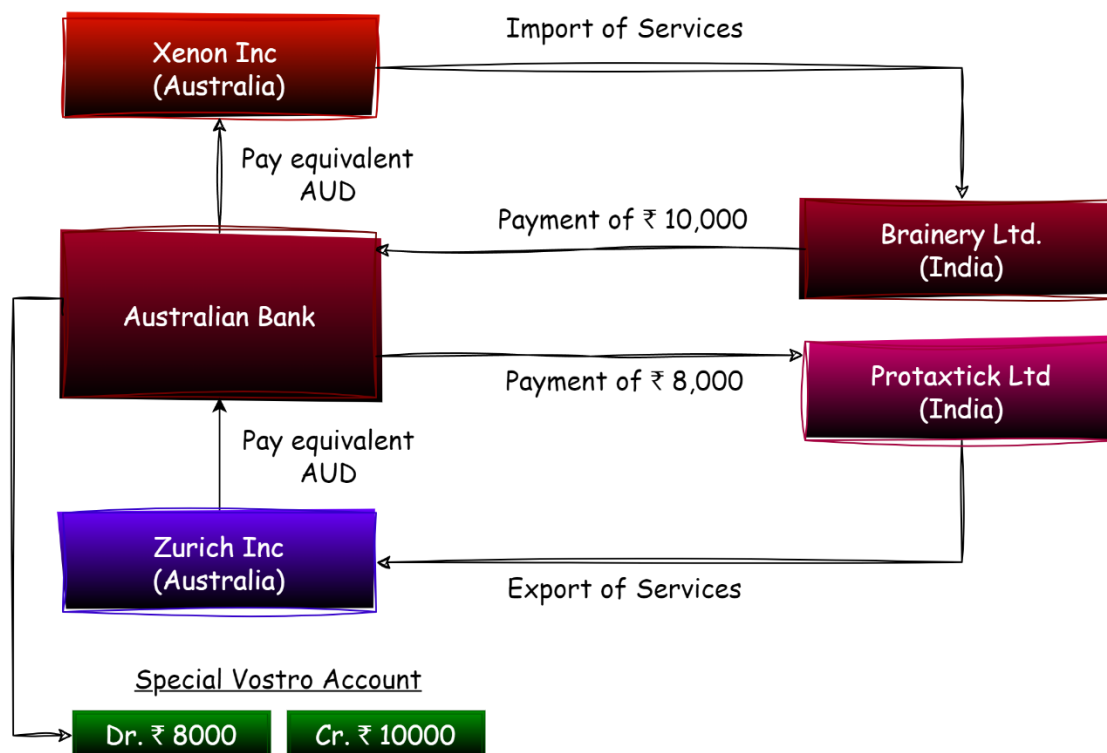 Import of Services
Xenon Inc
(Australia)
Pay equivalent
AUD
Payment of ₹ 10,000
Brainery Ltd.
(India)
Australian Bank
Payment of ₹ 8,000
Protaxtick Ltd
(India)
Pay equivalent
AUD
Zurich Inc
(Australia)
Export of Services
Special Vostro Account
Dr. ₹ 8000
Cr. ₹ 10000